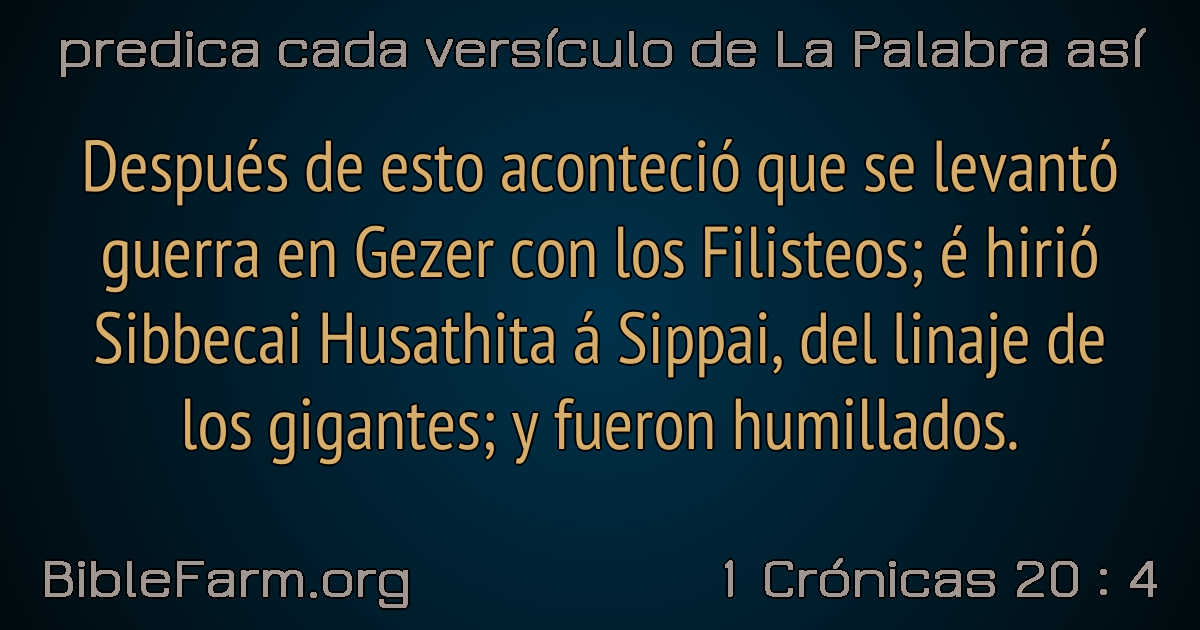 predica cada versículo de La Palabra así
Después de esto aconteció que se levantó
guerra en Gezer con los Filisteos; é hirió
Sibbecai Husathita á Sippai, del linaje de
los gigantes; y fueron humillados.
BibleFarm.org
1 Crónicas 20 : 4